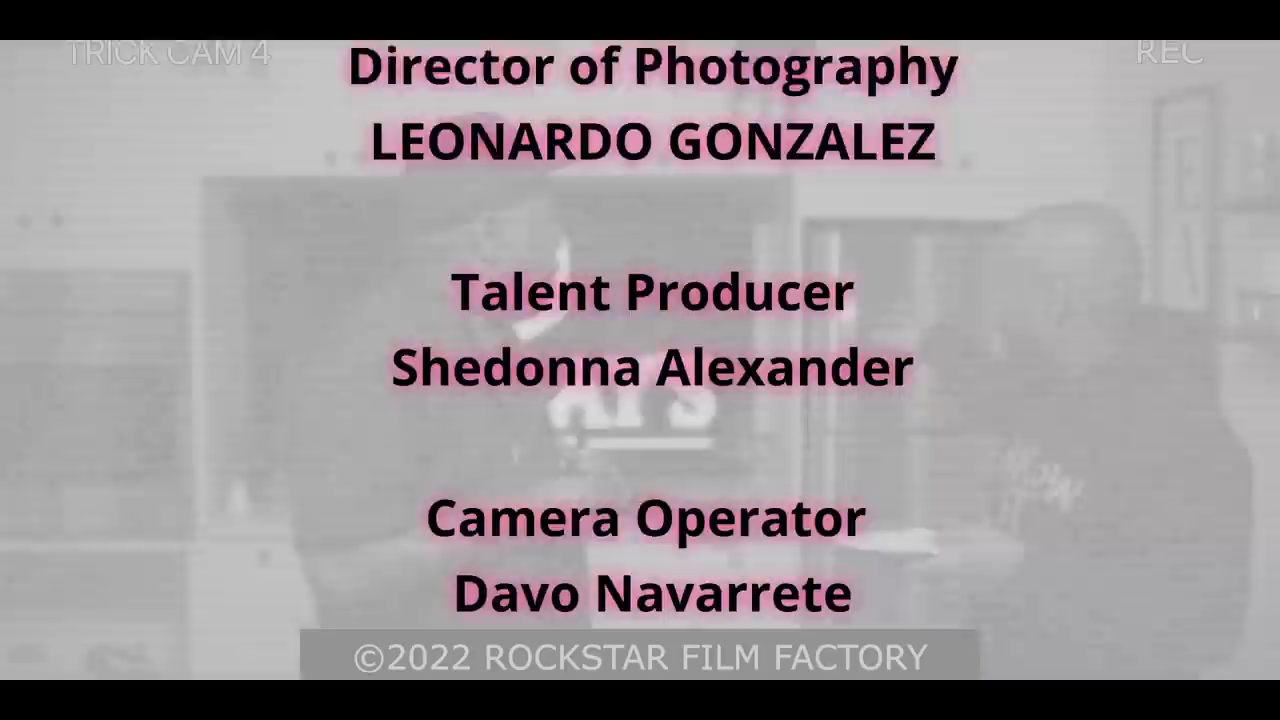 TRICK CAM 4
REC
Director of Photography
LEONARDO GONZALEZ
Talent Producer
Shedonna Alexander
Camera Operator
Davo Navarrete
©2022 ROCKSTAR FILM FACTORY